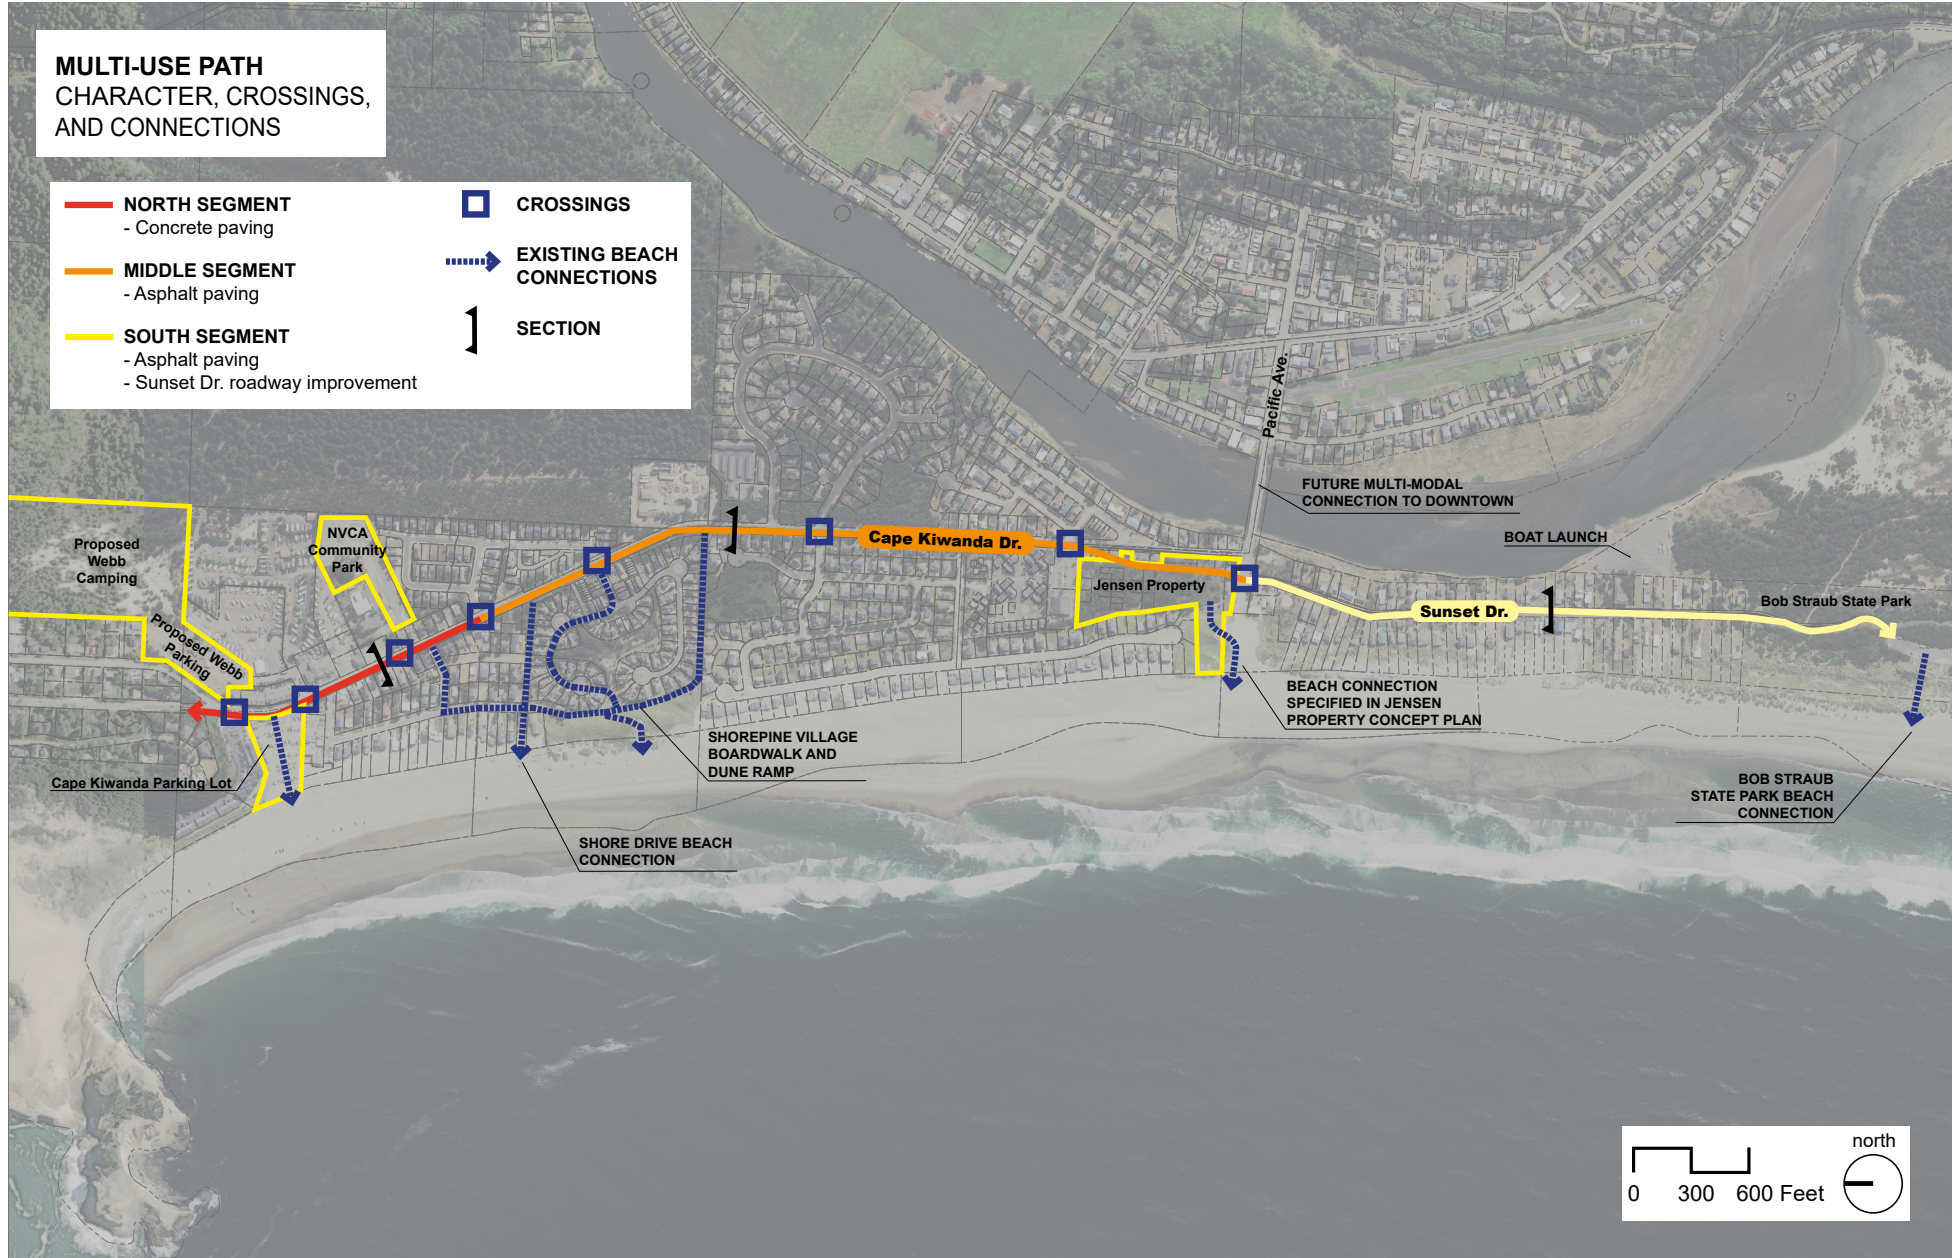 MULTI-USE PATH
CHARACTER, CROSSINGS,
AND CONNECTIONS
NORTH SEGMENT
- Concrete paving
MIDDLE SEGMENT
- Asphalt paving
SOUTH SEGMENT
- Asphalt paving
- Sunset Dr. roadway improvement
CROSSINGS
EXISTING BEACH
CONNECTIONS
SECTION
Pacific Ave.
FUTURE MULTI-MODAL
CONNECTION TO DOWNTOWN
BOAT LAUNCH
Proposed
Webb
Camping
NVCA
Community
Park
Cape Kiwanda Dr.
Jensen Property
Sunset Dr.
Bob Straub State Park
Proposed Webb
Parking
Cape Kiwanda Parking Lot
SHOREPINE VILLAGE
BOARDWALK AND
DUNE RAMP
BEACH CONNECTION
SPECIFIED IN JENSEN
PROPERTY CONCEPT PLAN
SHORE DRIVE BEACH
CONNECTION
BOB STRAUB
STATE PARK BEACH
CONNECTION
north
0 300 600 Feet